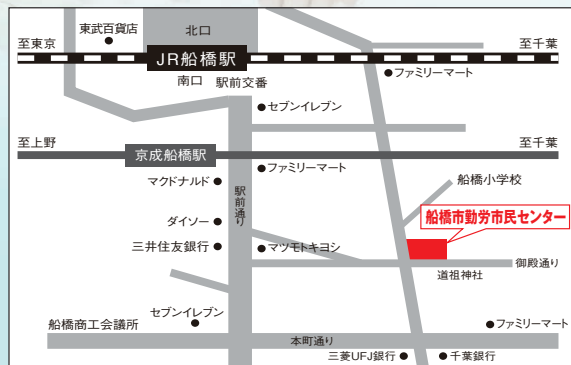 東武百貨店
北口
至東京
JR船橋駅
至千葉
南口
駅前交番
ファミリーマート
セブンイレブン
至上野
京成船橋駅
至千葉
ファミリーマート
マクドナルド
船橋小学校
駅前通り
船橋市勤労市民センター
ダイソー
三井住友銀行
マツモトキヨシ
御殿通り
道祖神社
セブンイレブン
船橋商工会議所
ファミリーマート
本町通り
三菱UFJ銀行
千葉銀行